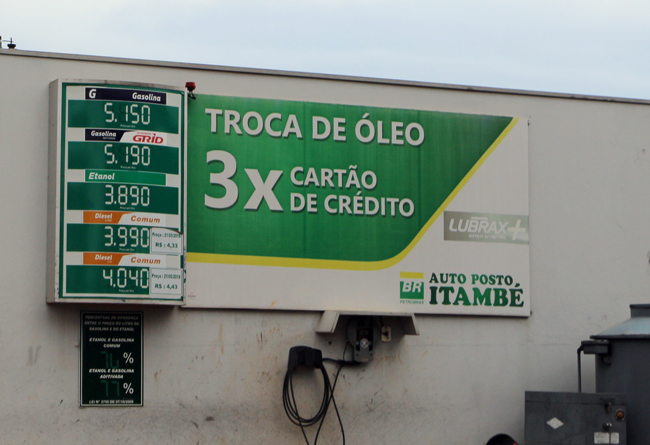 G Gasolina
5.150
Gasolina GRID
5.190
Etanol
3.890
Diesel Comum
3.990
R$: 4,33
Diesel Comum
4.040
R$: 4,43
TROCA DE ÓLEO
3x CARTÃO
DE CRÉDITO
LUBRAX+
BR
PETROBRAS
AUTO POSTO
ITAMBÉ
ETANOL E GASOLINA
COMUM
%
ETANOL E GASOLINA
ADITIVADA
77%